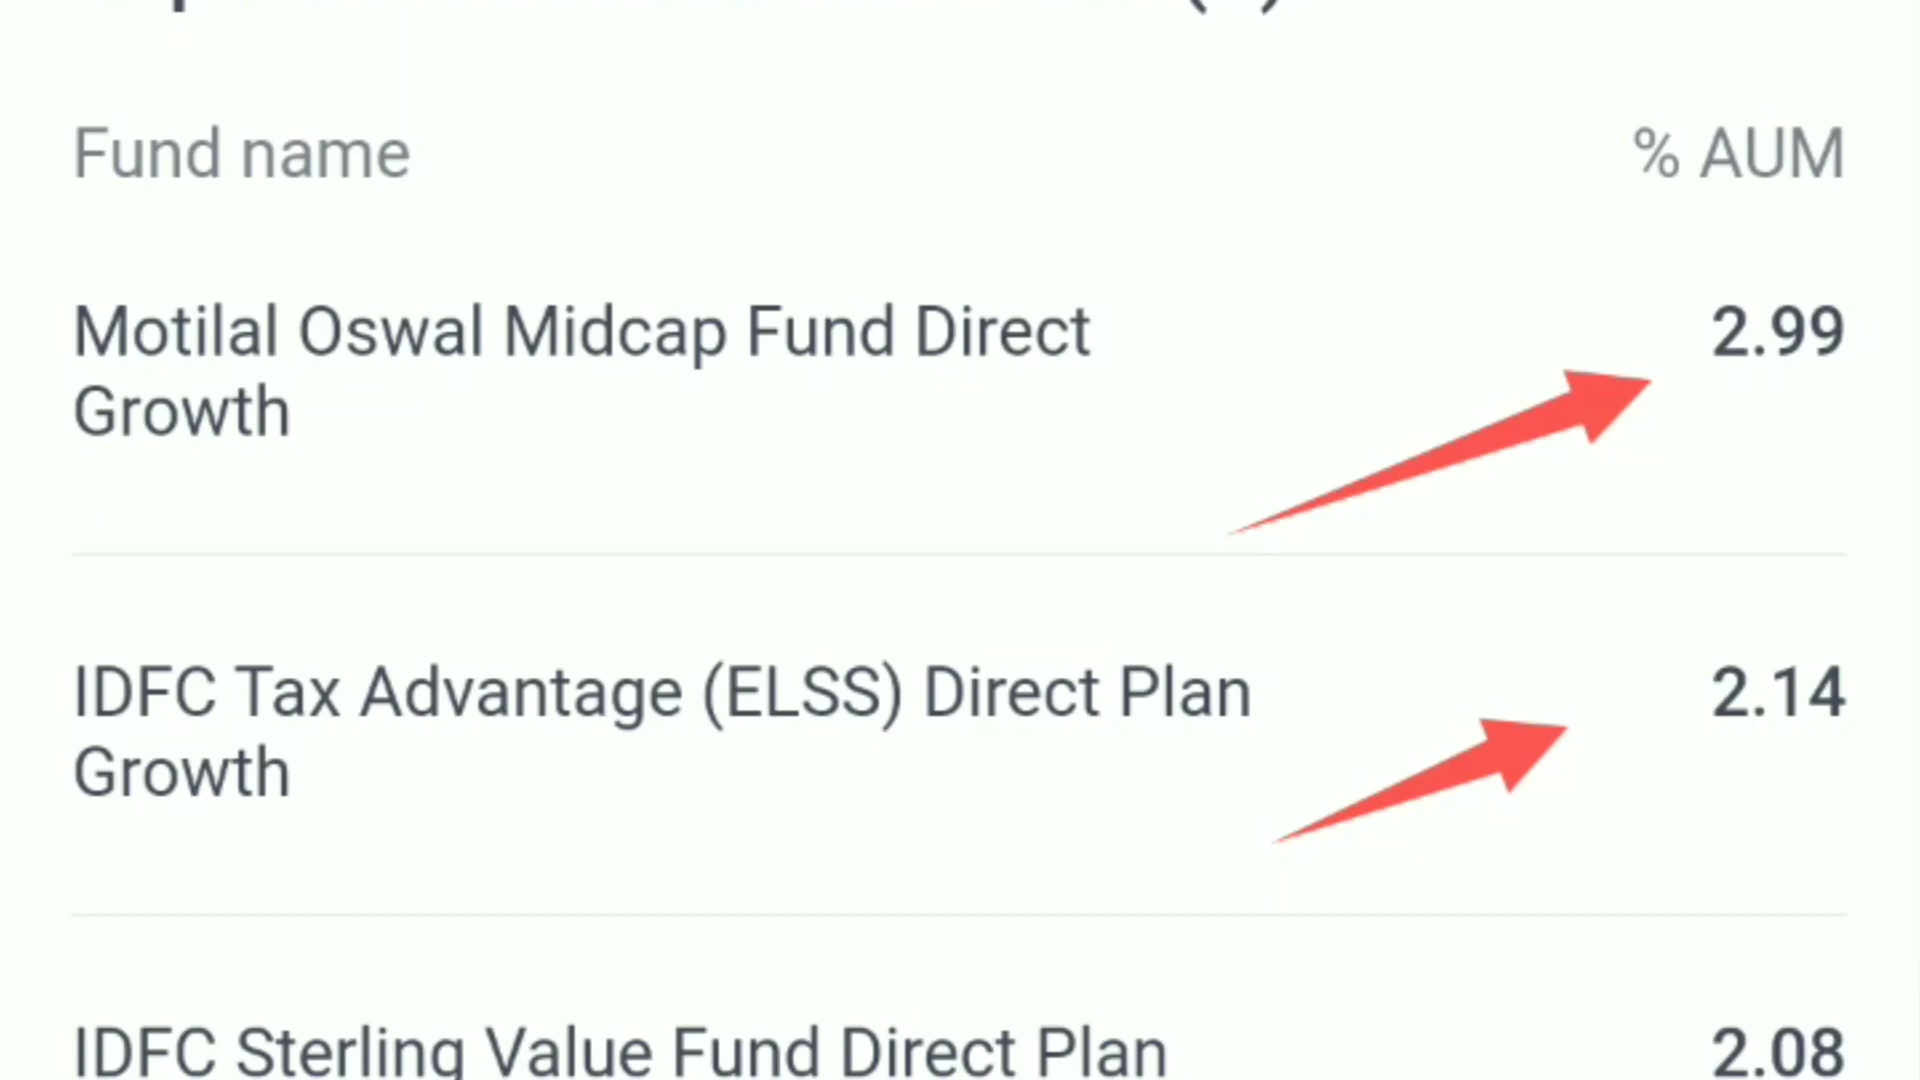 Fund name % AUM
Motilal Oswal Midcap Fund Direct 2.99
Growth
IDFC Tax Advantage (ELSS) Direct Plan 2.14
Growth
IDFC Sterling Value Fund Direct Plan 2.08